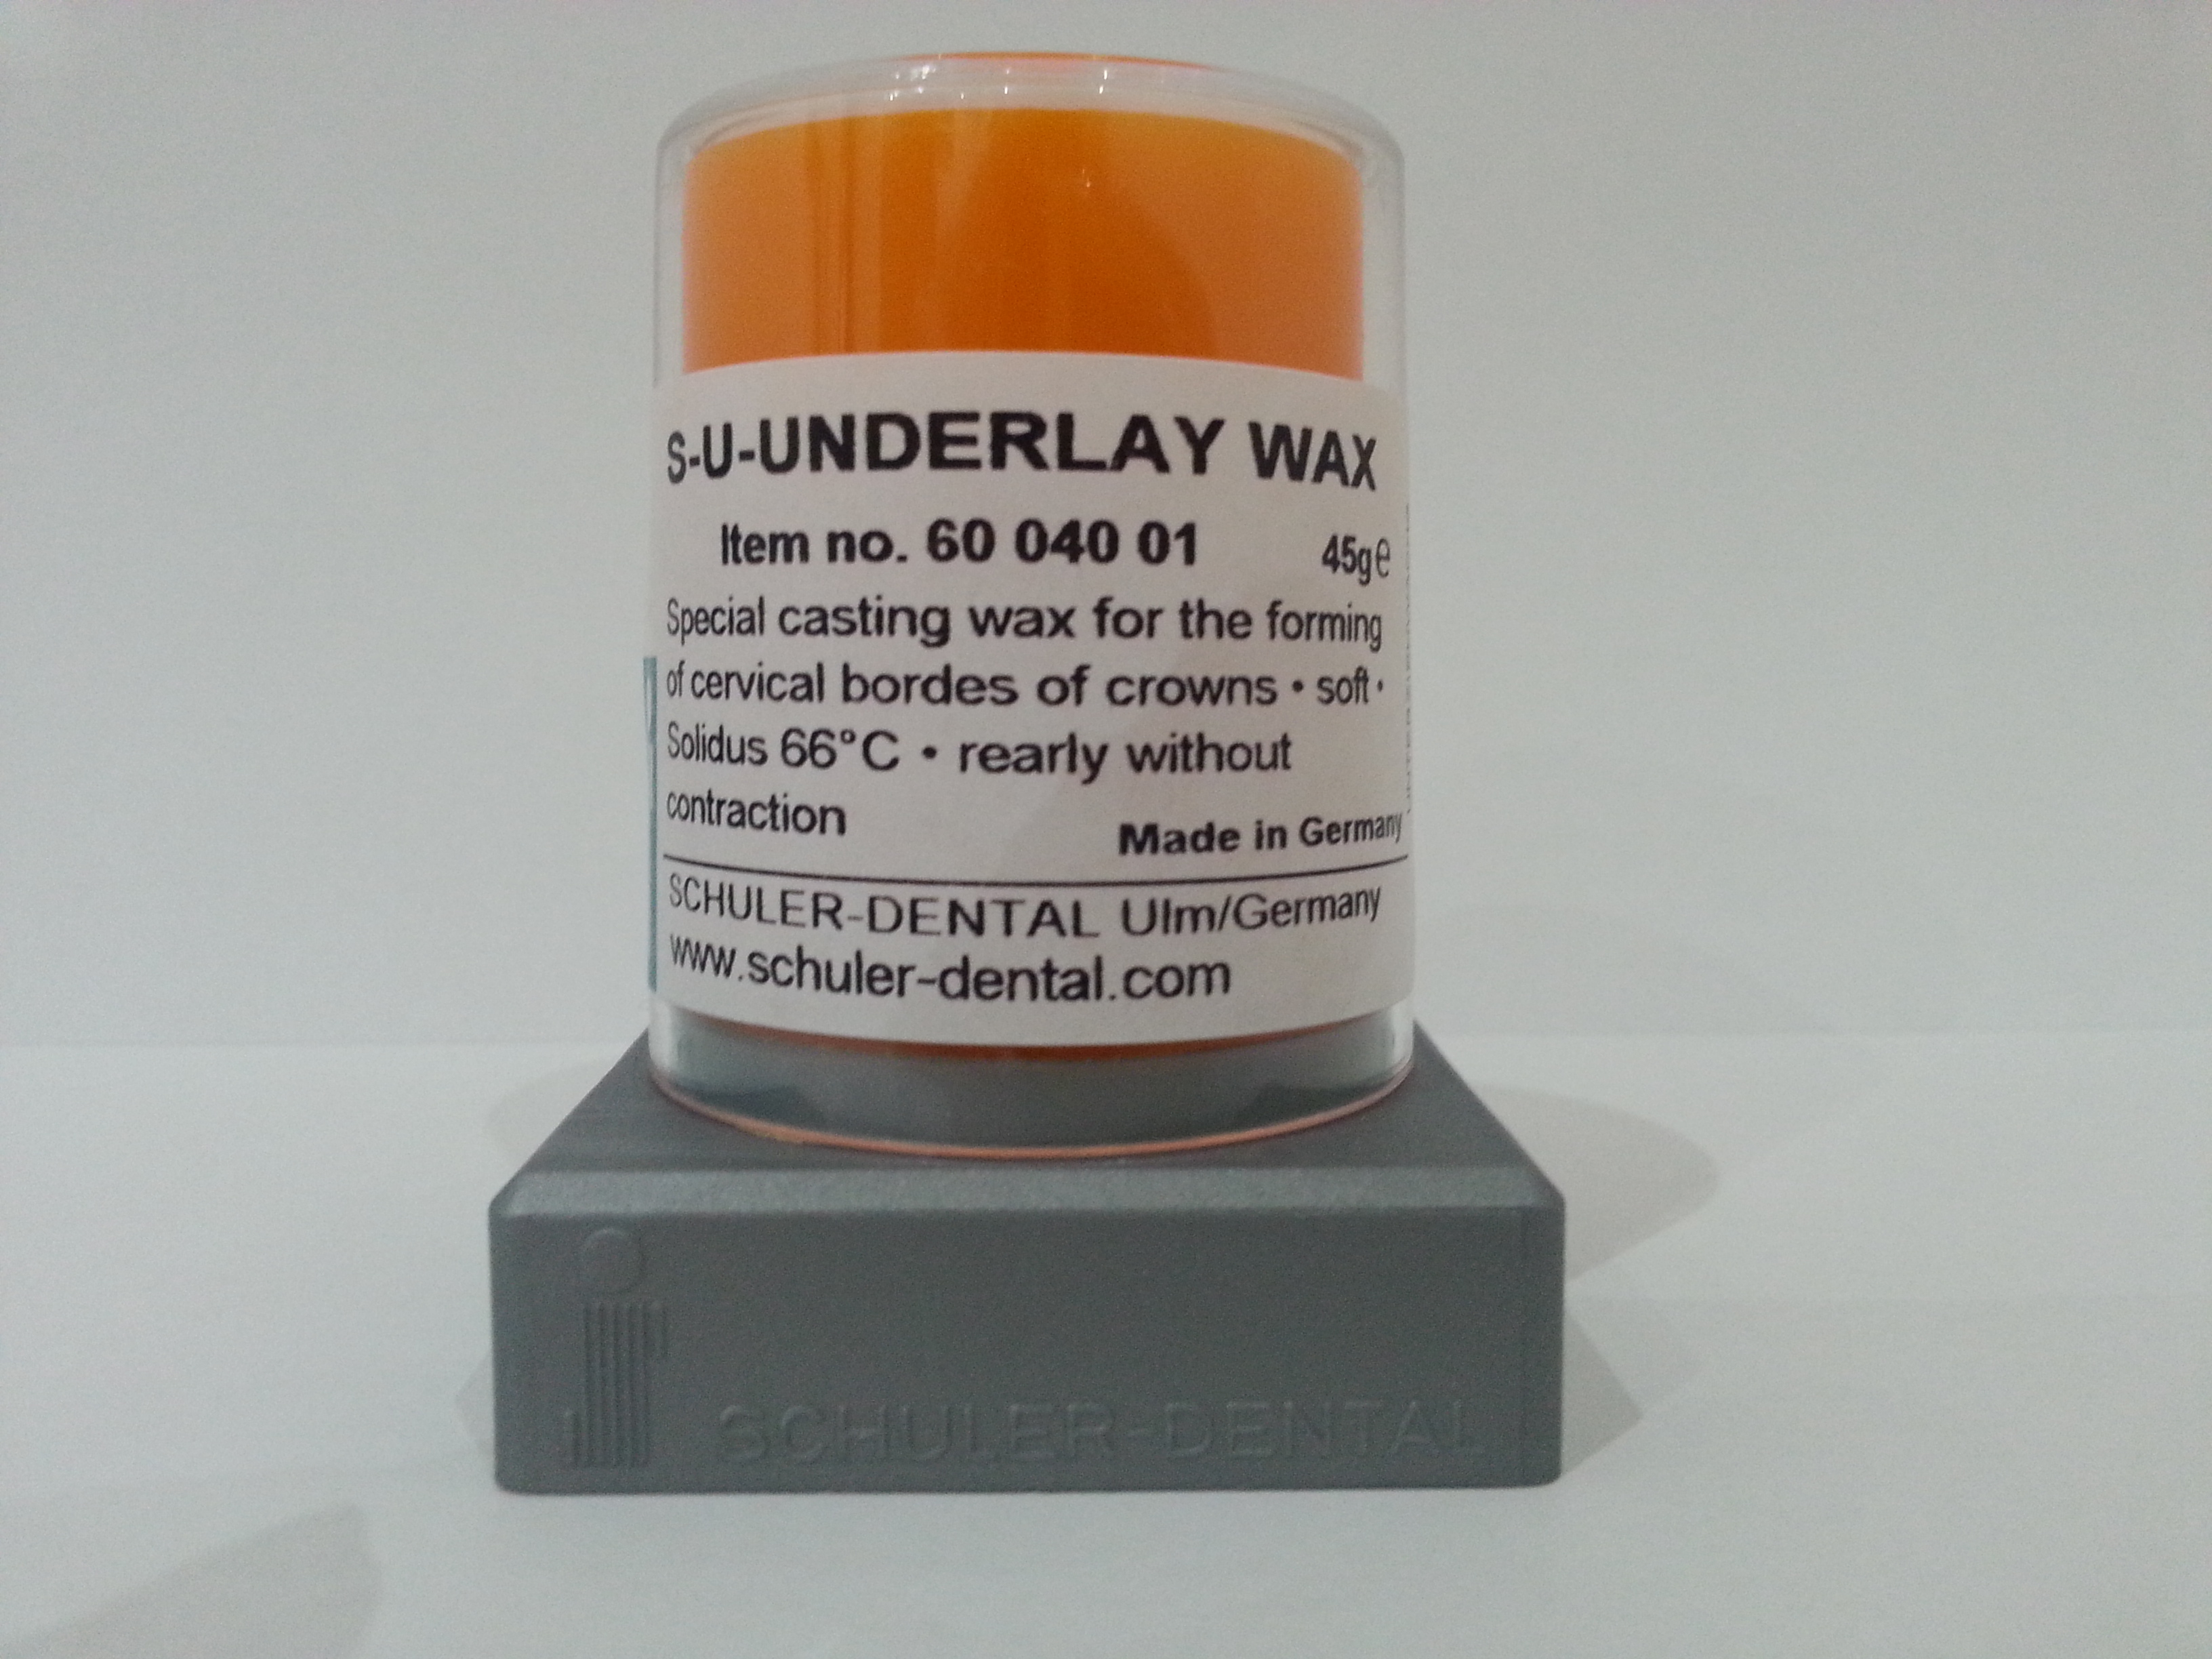 S-U-UNDERLAY WAX
Item no. 60 040 01 45g℮
Special casting wax for the forming
of cervical bordes of crowns • soft •
Solidus 66°C • rearly without
contraction
Made in Germany
SCHULER-DENTAL Ulm/Germany
www.schuler-dental.com
SCHULER-DENTAL